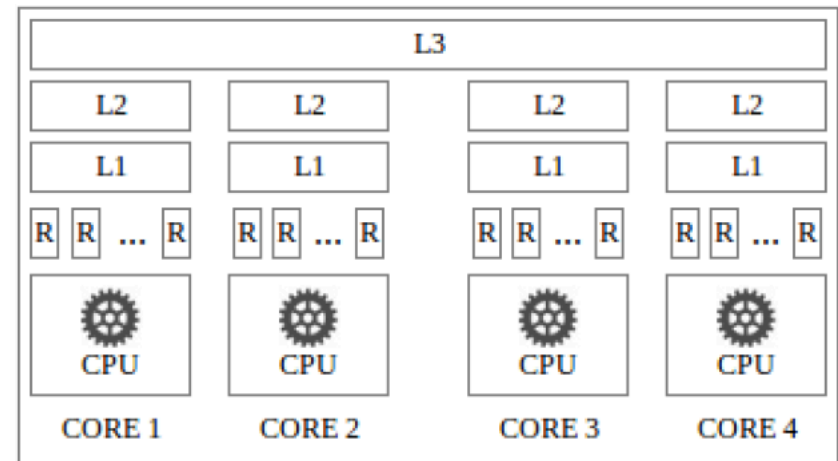 L3
L2 L2 L2 L2
L1 L1 L1 L1
R R ... R R R ... R R R ... R R R ... R
CPU CPU CPU CPU
CORE 1 CORE 2 CORE 3 CORE 4